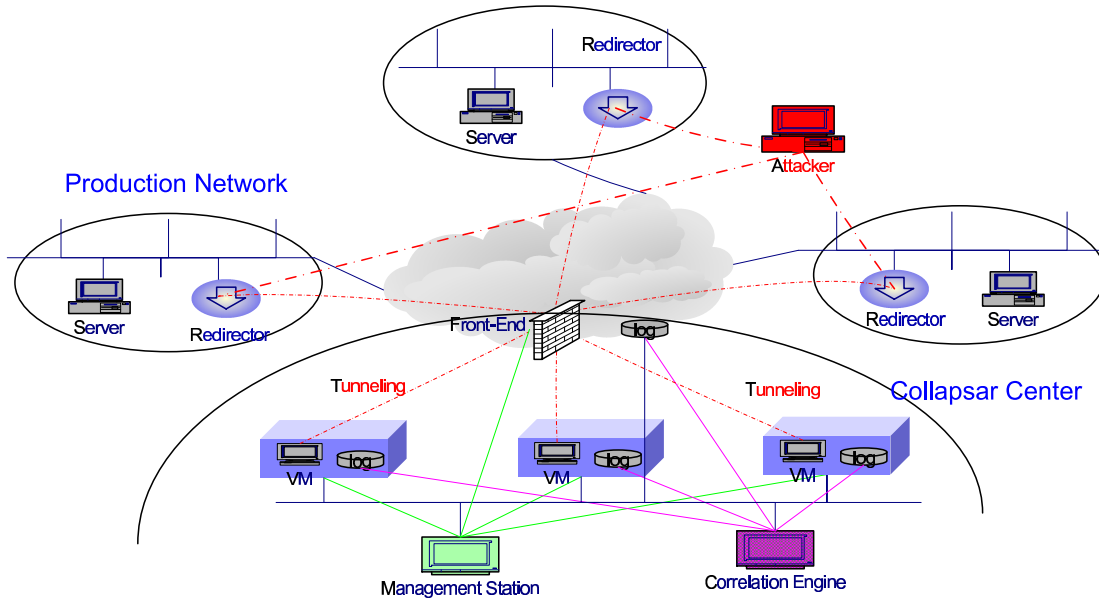 Redirector
Server
Attacker
Production Network
Server
Redirector
Redirector
Server
Front-End
log
Tunneling
Tunneling
Collapsar Center
VM
log
VM
log
VM
log
Management Station
Correlation Engine